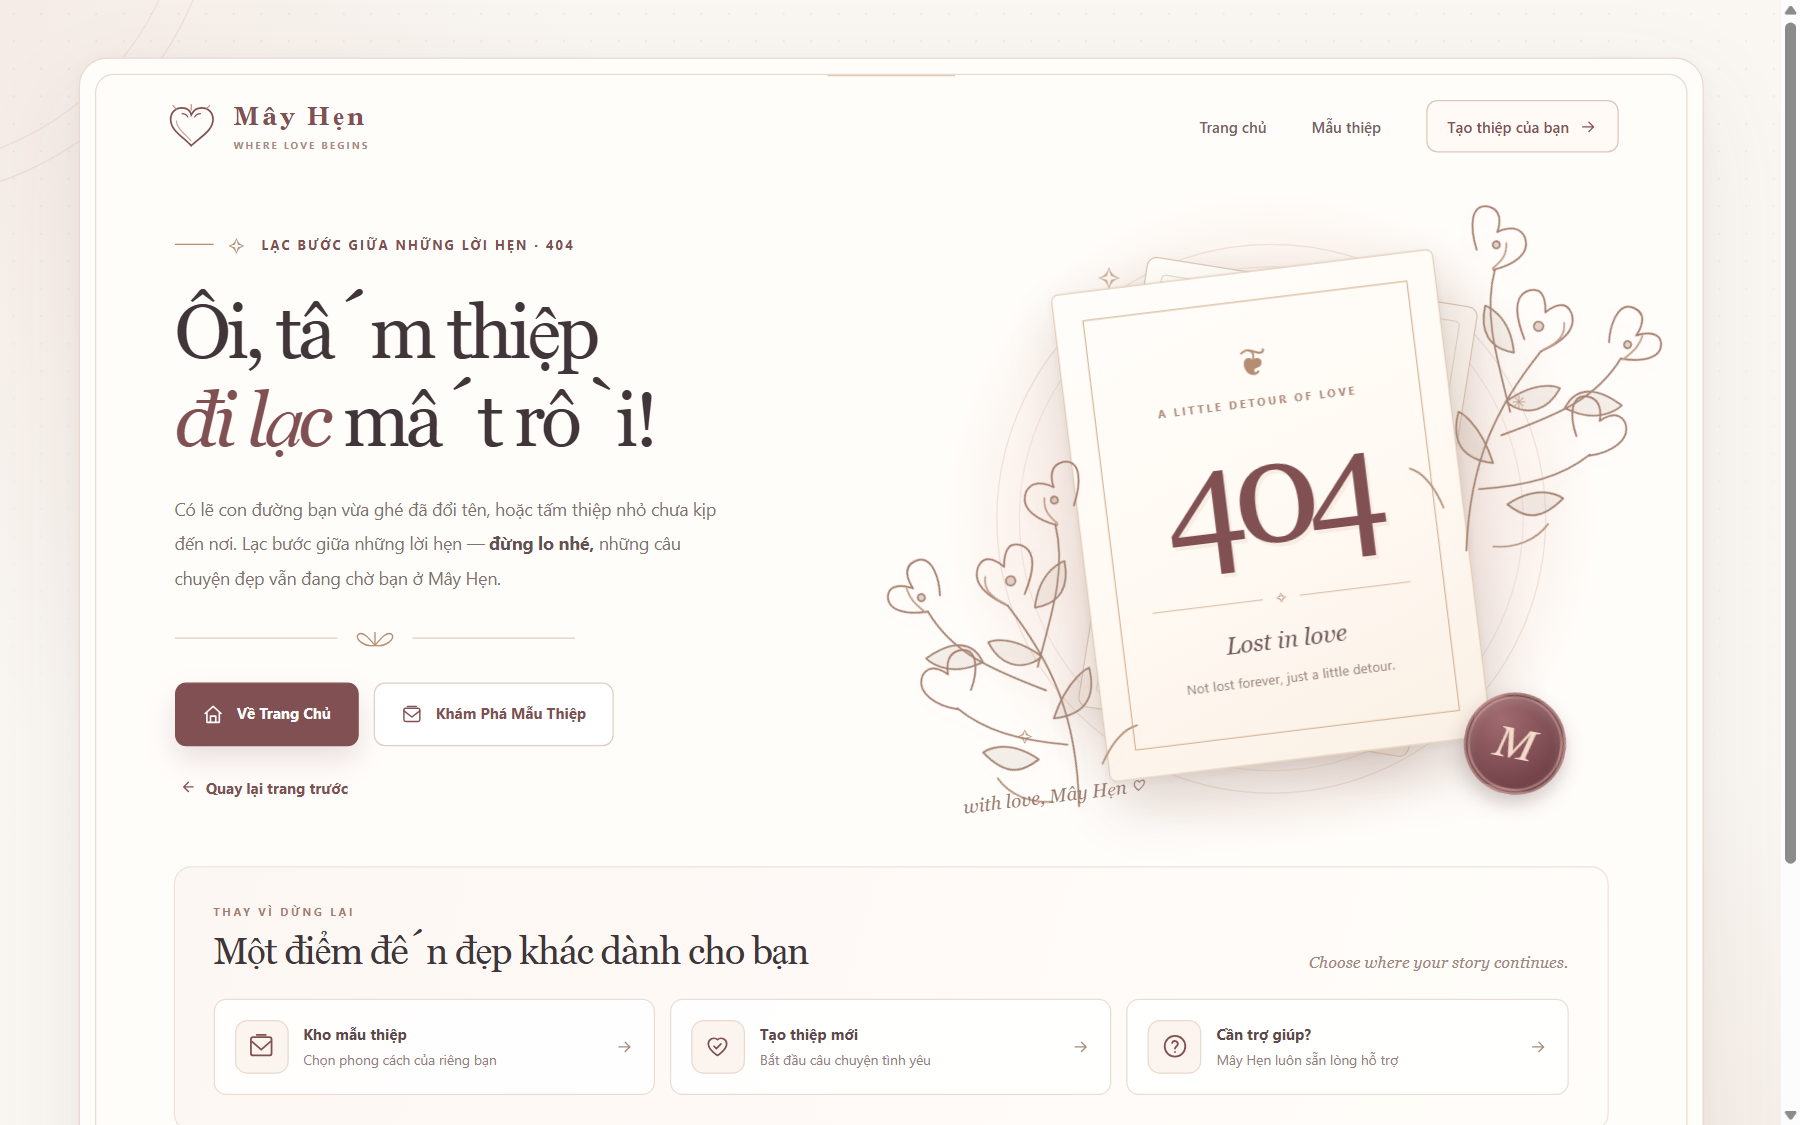 Mây Hẹn
WHERE LOVE BEGINS
Trang chủ
Mẫu thiệp
Tạo thiệp của bạn →
LẠC BƯỚC GIỮA NHỮNG LỜI HẸN · 404
Ôi, tấm thiệp
đi lạc mất rồi!
Có lẽ con đường bạn vừa ghé đã đổi tên, hoặc tấm thiệp nhỏ chưa kịp
đến nơi. Lạc bước giữa những lời hẹn — đừng lo nhé, những câu
chuyện đẹp vẫn đang chờ bạn ở Mây Hẹn.
Về Trang Chủ
Khám Phá Mẫu Thiệp
← Quay lại trang trước
A LITTLE DETOUR OF LOVE
404
Lost in love
Not lost forever, just a little detour.
M
with love, Mây Hẹn ♡
THAY VÌ DỪNG LẠI
Một điểm đến đẹp khác dành cho bạn
Choose where your story continues.
Kho mẫu thiệp
Chọn phong cách của riêng bạn
Tạo thiệp mới
Bắt đầu câu chuyện tình yêu
Cần trợ giúp?
Mây Hẹn luôn sẵn lòng hỗ trợ